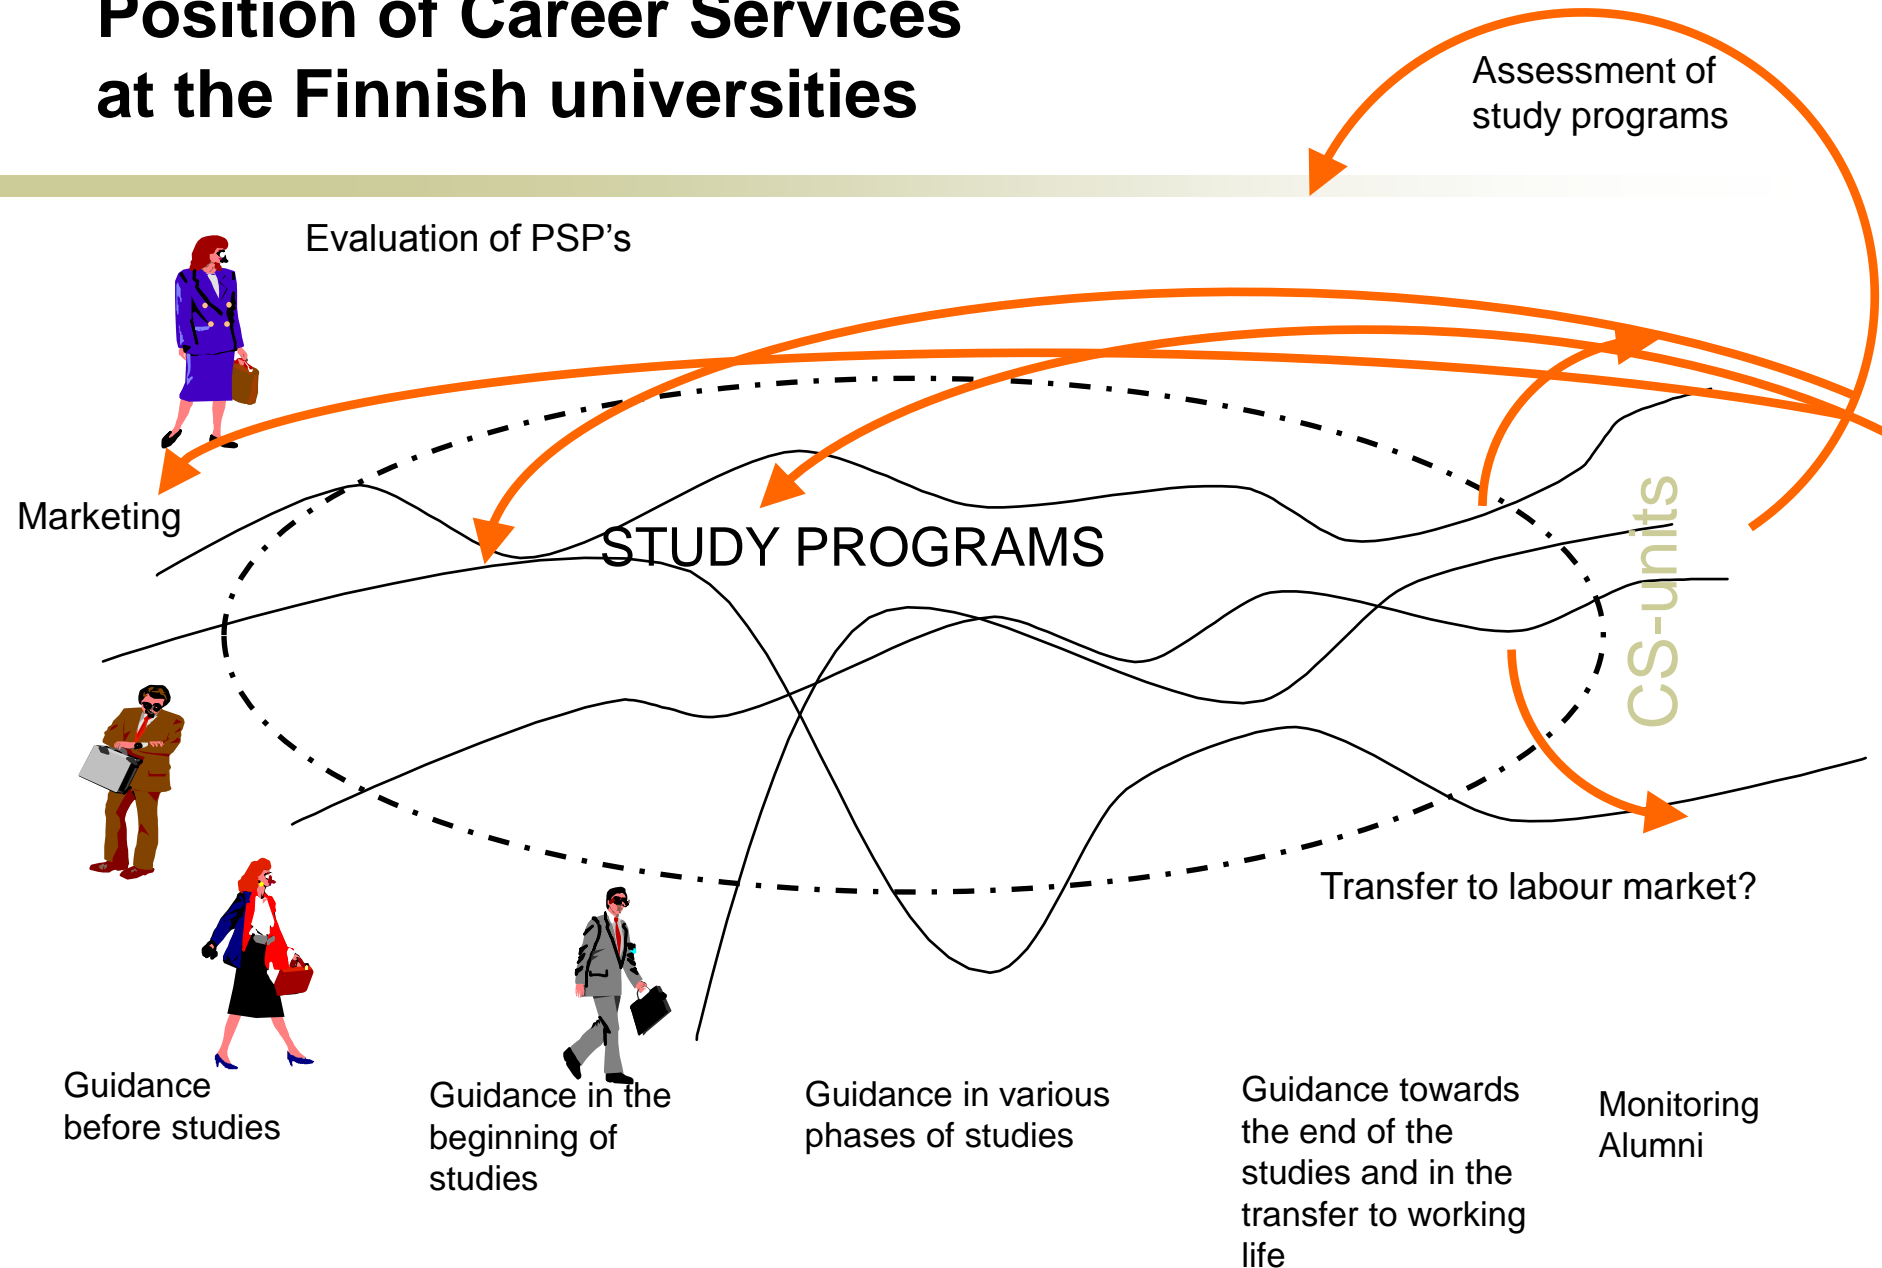 Position of Career Services
at the Finnish universities
Assessment of
study programs
Evaluation of PSP's
Marketing
STUDY PROGRAMS
CS-units
Transfer to labour market?
Guidance
before studies
Guidance in the
beginning of
studies
Guidance in various
phases of studies
Guidance towards
the end of the
studies and in the
transfer to working
life
Monitoring
Alumni